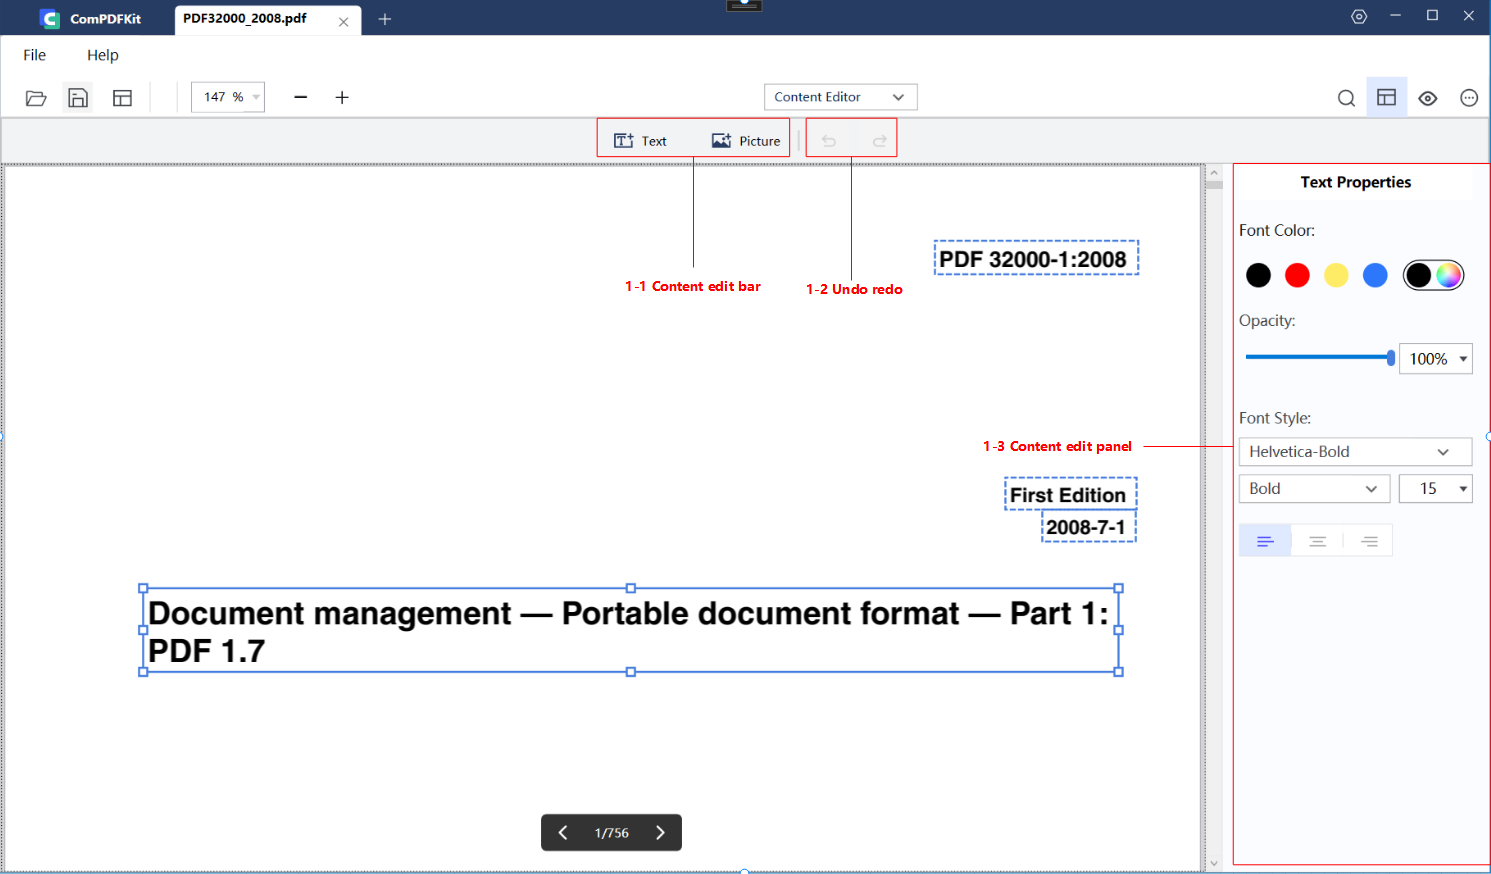 ComPDFKit
PDF32000_2008.pdf
File Help
147 %
Content Editor
Text Picture
Text Properties
Font Color:
PDF 32000-1:2008
1-1 Content edit bar
1-2 Undo redo
Opacity:
100%
Font Style:
1-3 Content edit panel
Helvetica-Bold
Bold 15
First Edition
2008-7-1
Document management — Portable document format — Part 1:
PDF 1.7
1/756